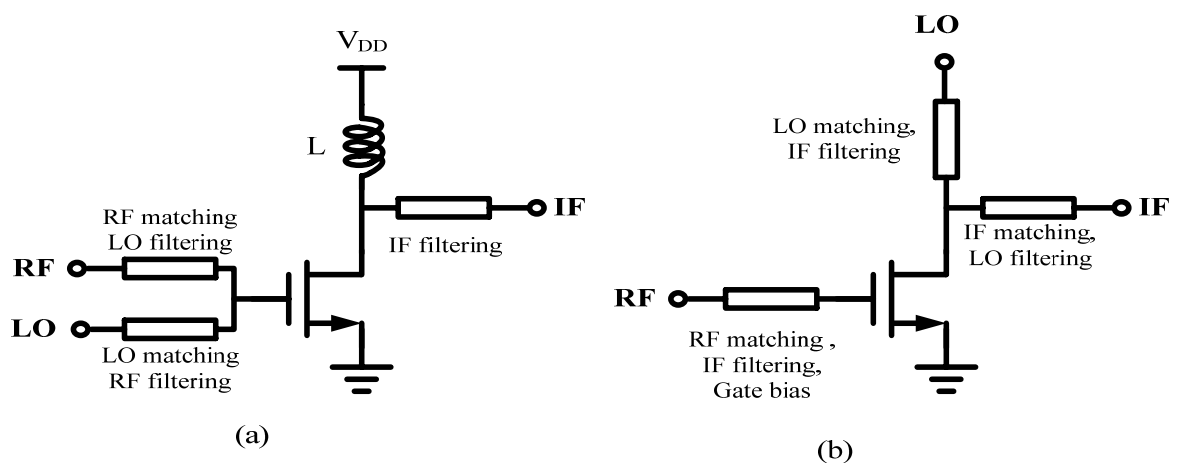 V_DD
L
IF
IF filtering
RF matching
LO filtering
RF
LO
LO matching
RF filtering
(a)
LO
LO matching,
IF filtering
IF
IF matching,
LO filtering
RF
RF matching ,
IF filtering,
Gate bias
(b)